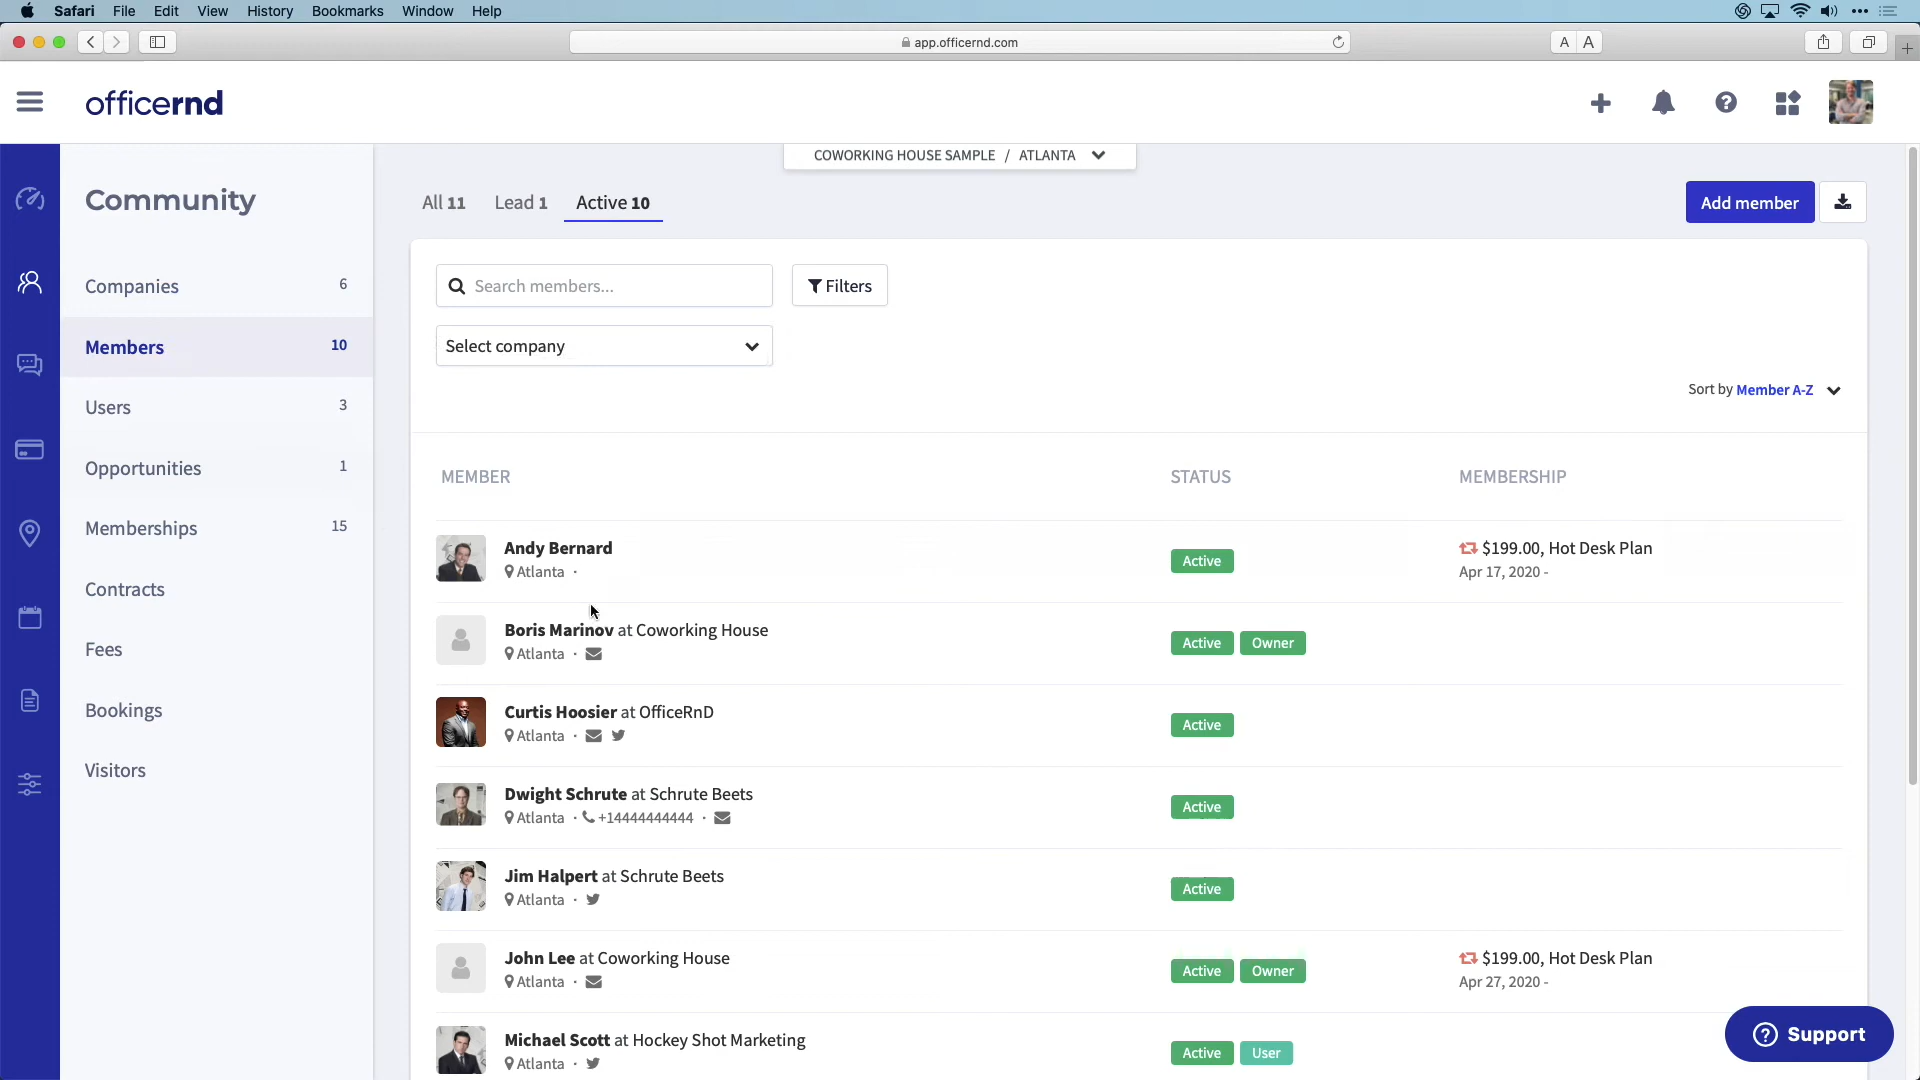 Safari File Edit View History Bookmarks Window Help
app.officernd.com
A A
officernd
COWORKING HOUSE SAMPLE / ATLANTA
Community
All 11 Lead 1 Active 10
Add member
Search members...
Filters
Companies 6
Members 10
Select company
Sort by Member A-Z
Users 3
Opportunities 1
MEMBER STATUS MEMBERSHIP
Memberships 15
Contracts
Fees
Bookings
Visitors
Andy Bernard Active $199.00, Hot Desk Plan
Atlanta · Apr 17, 2020 -
Boris Marinov at Coworking House Active Owner
Atlanta ·
Curtis Hoosier at OfficeRnD Active
Atlanta ·
Dwight Schrute at Schrute Beets Active
Atlanta · +14444444444 ·
Jim Halpert at Schrute Beets Active
Atlanta ·
John Lee at Coworking House Active Owner $199.00, Hot Desk Plan
Atlanta · Apr 27, 2020 -
Michael Scott at Hockey Shot Marketing Active User
Atlanta ·
Support